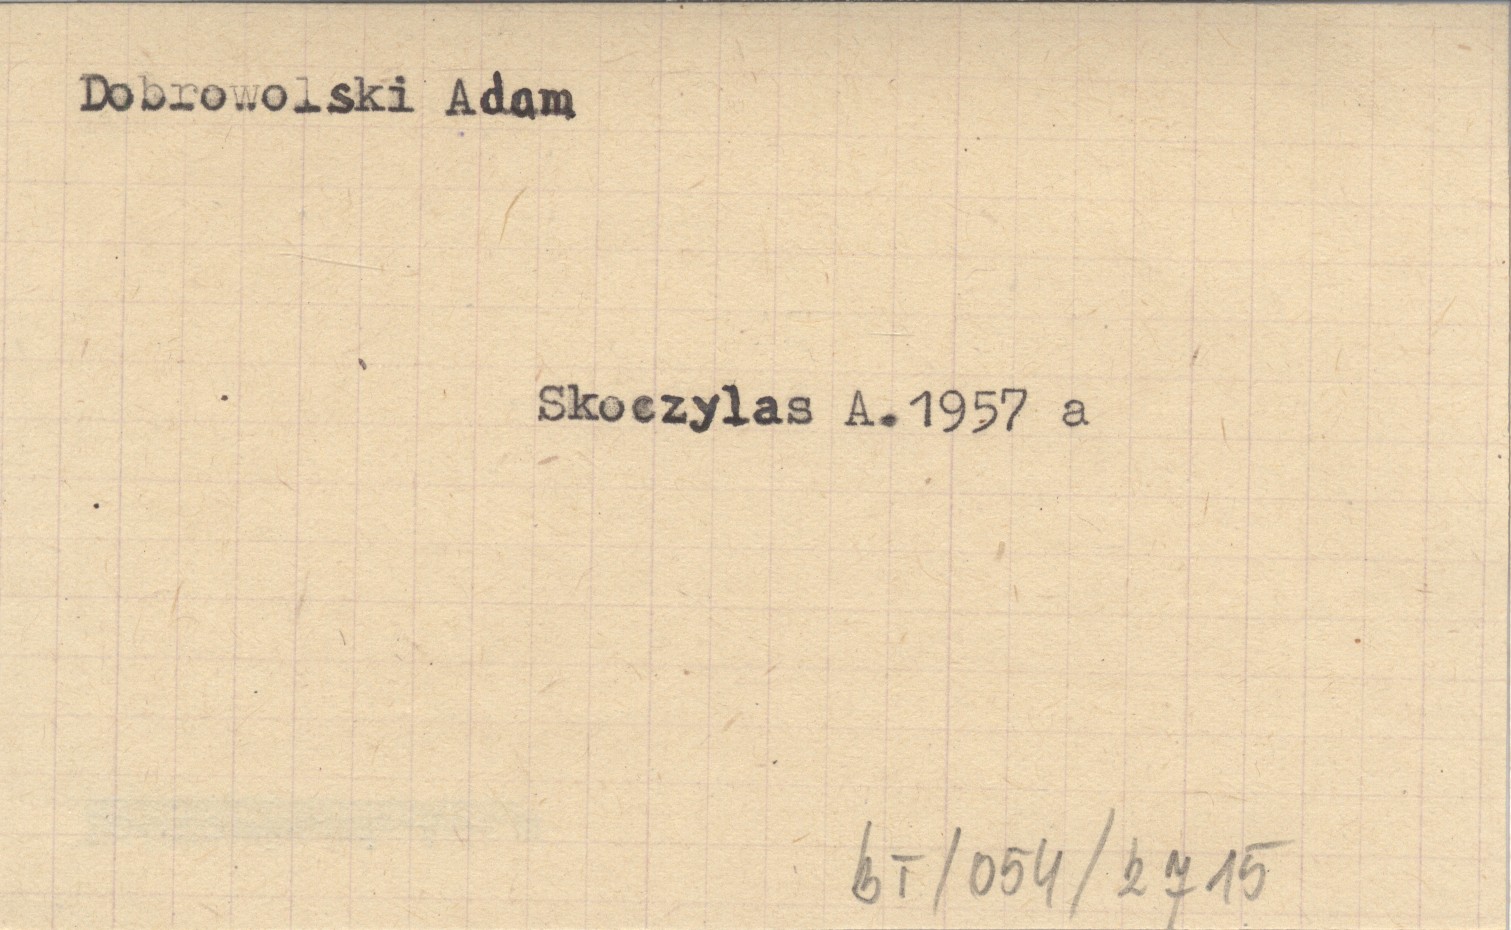 Dobrowolski Adam
Skoczylas A. 1957 a
bT/054/2715